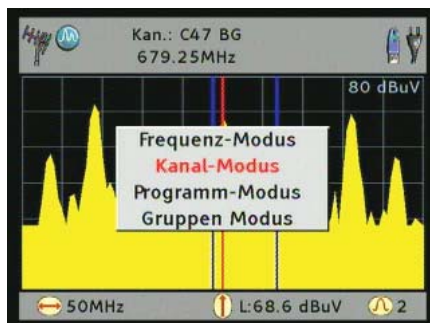 Kan.: C47 BG
679.25MHz
80 dBuV
Frequenz-Modus
Kanal-Modus
Programm-Modus
Gruppen Modus
50MHz
L:68.6 dBuV
2